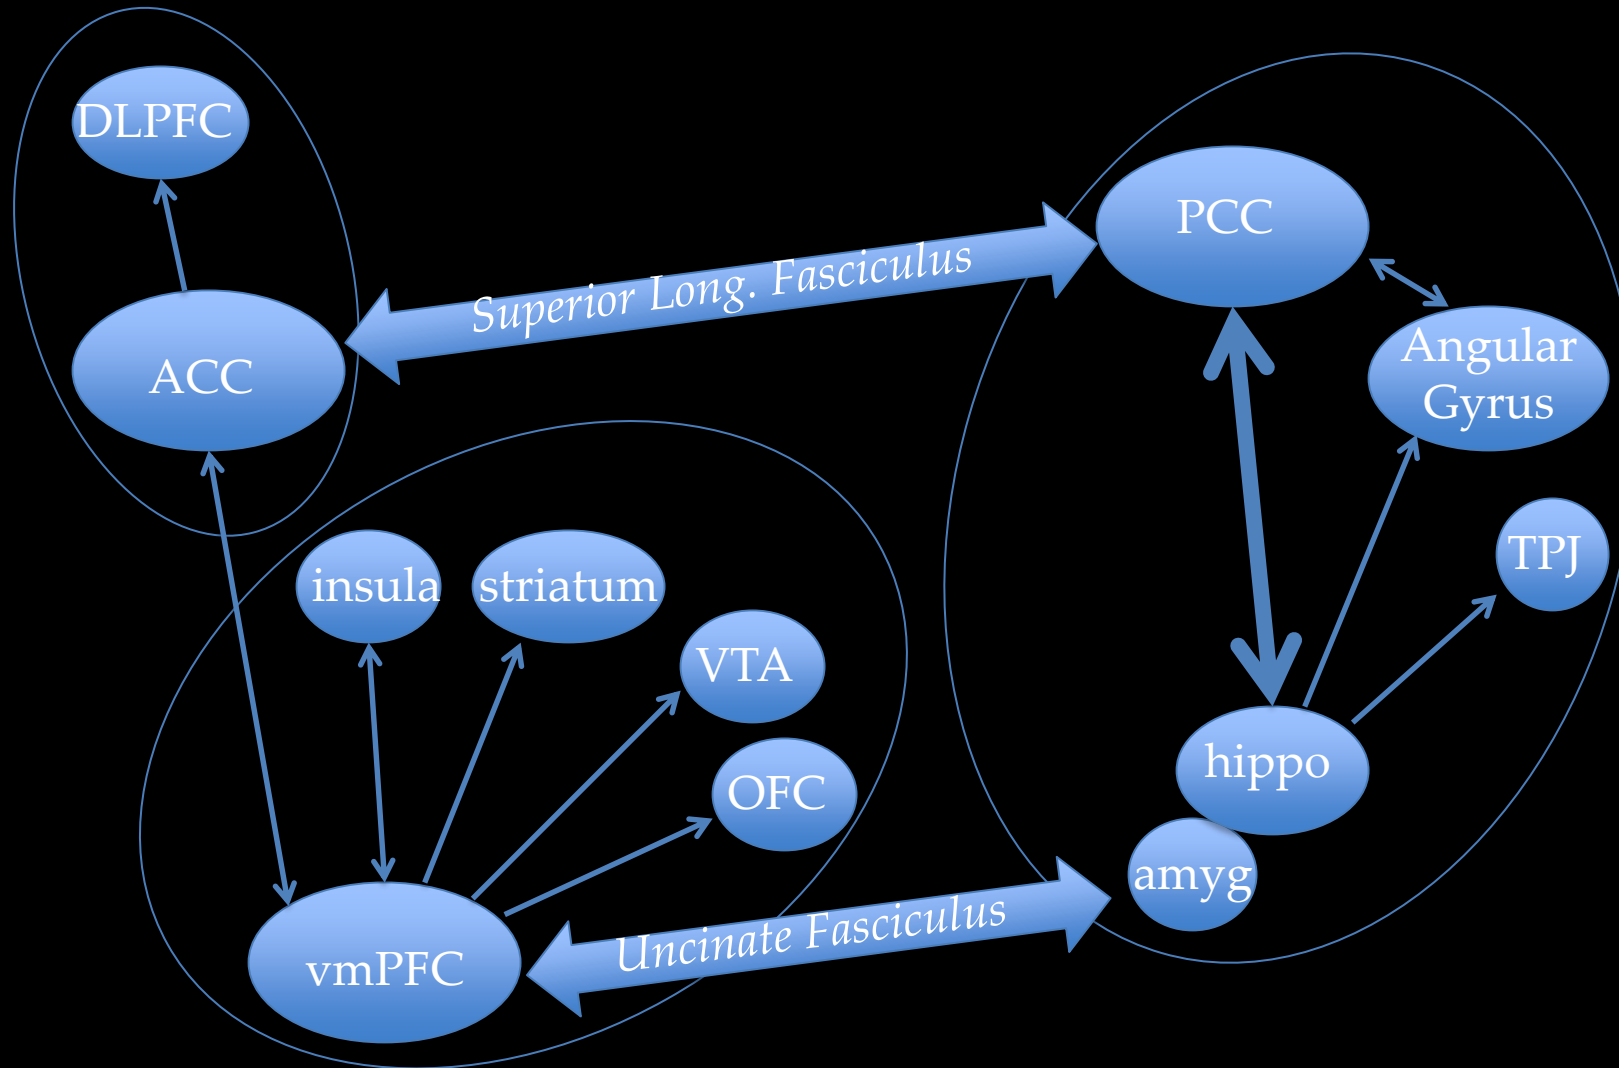 DLPFC
PCC
Superior Long. Fasciculus
ACC
Angular
Gyrus
TPJ
insula
striatum
VTA
OFC
hippo
amyg
Uncinate Fasciculus
vmPFC